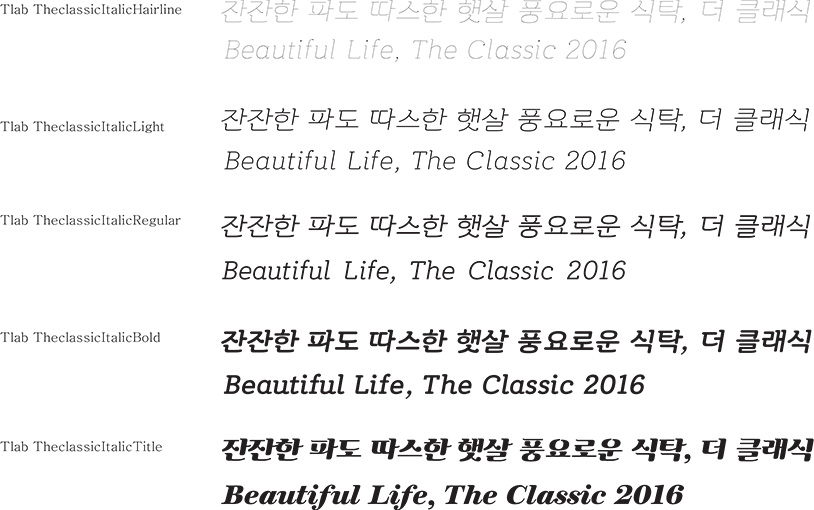 Tlab TheclassicItalicHairline
잔잔한 파도 따스한 햇살 풍요로운 식탁, 더 클래식
Beautiful Life, The Classic 2016
Tlab TheclassicItalicLight
잔잔한 파도 따스한 햇살 풍요로운 식탁, 더 클래식
Beautiful Life, The Classic 2016
Tlab TheclassicItalicRegular
잔잔한 파도 따스한 햇살 풍요로운 식탁, 더 클래식
Beautiful Life, The Classic 2016
Tlab TheclassicItalicBold
잔잔한 파도 따스한 햇살 풍요로운 식탁, 더 클래식
Beautiful Life, The Classic 2016
Tlab TheclassicItalicTitle
잔잔한 파도 따스한 햇살 풍요로운 식탁, 더 클래식
Beautiful Life, The Classic 2016